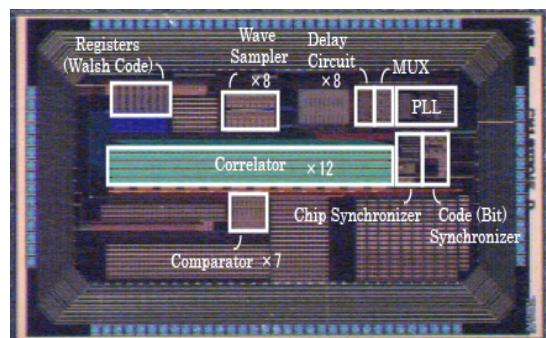 Registers
(Walsh Code)
Wave
Sampler
×8
Delay
Circuit
×8
MUX
PLL
Correlator ×12
Chip Synchronizer
Code (Bit)
Synchronizer
Comparator ×7